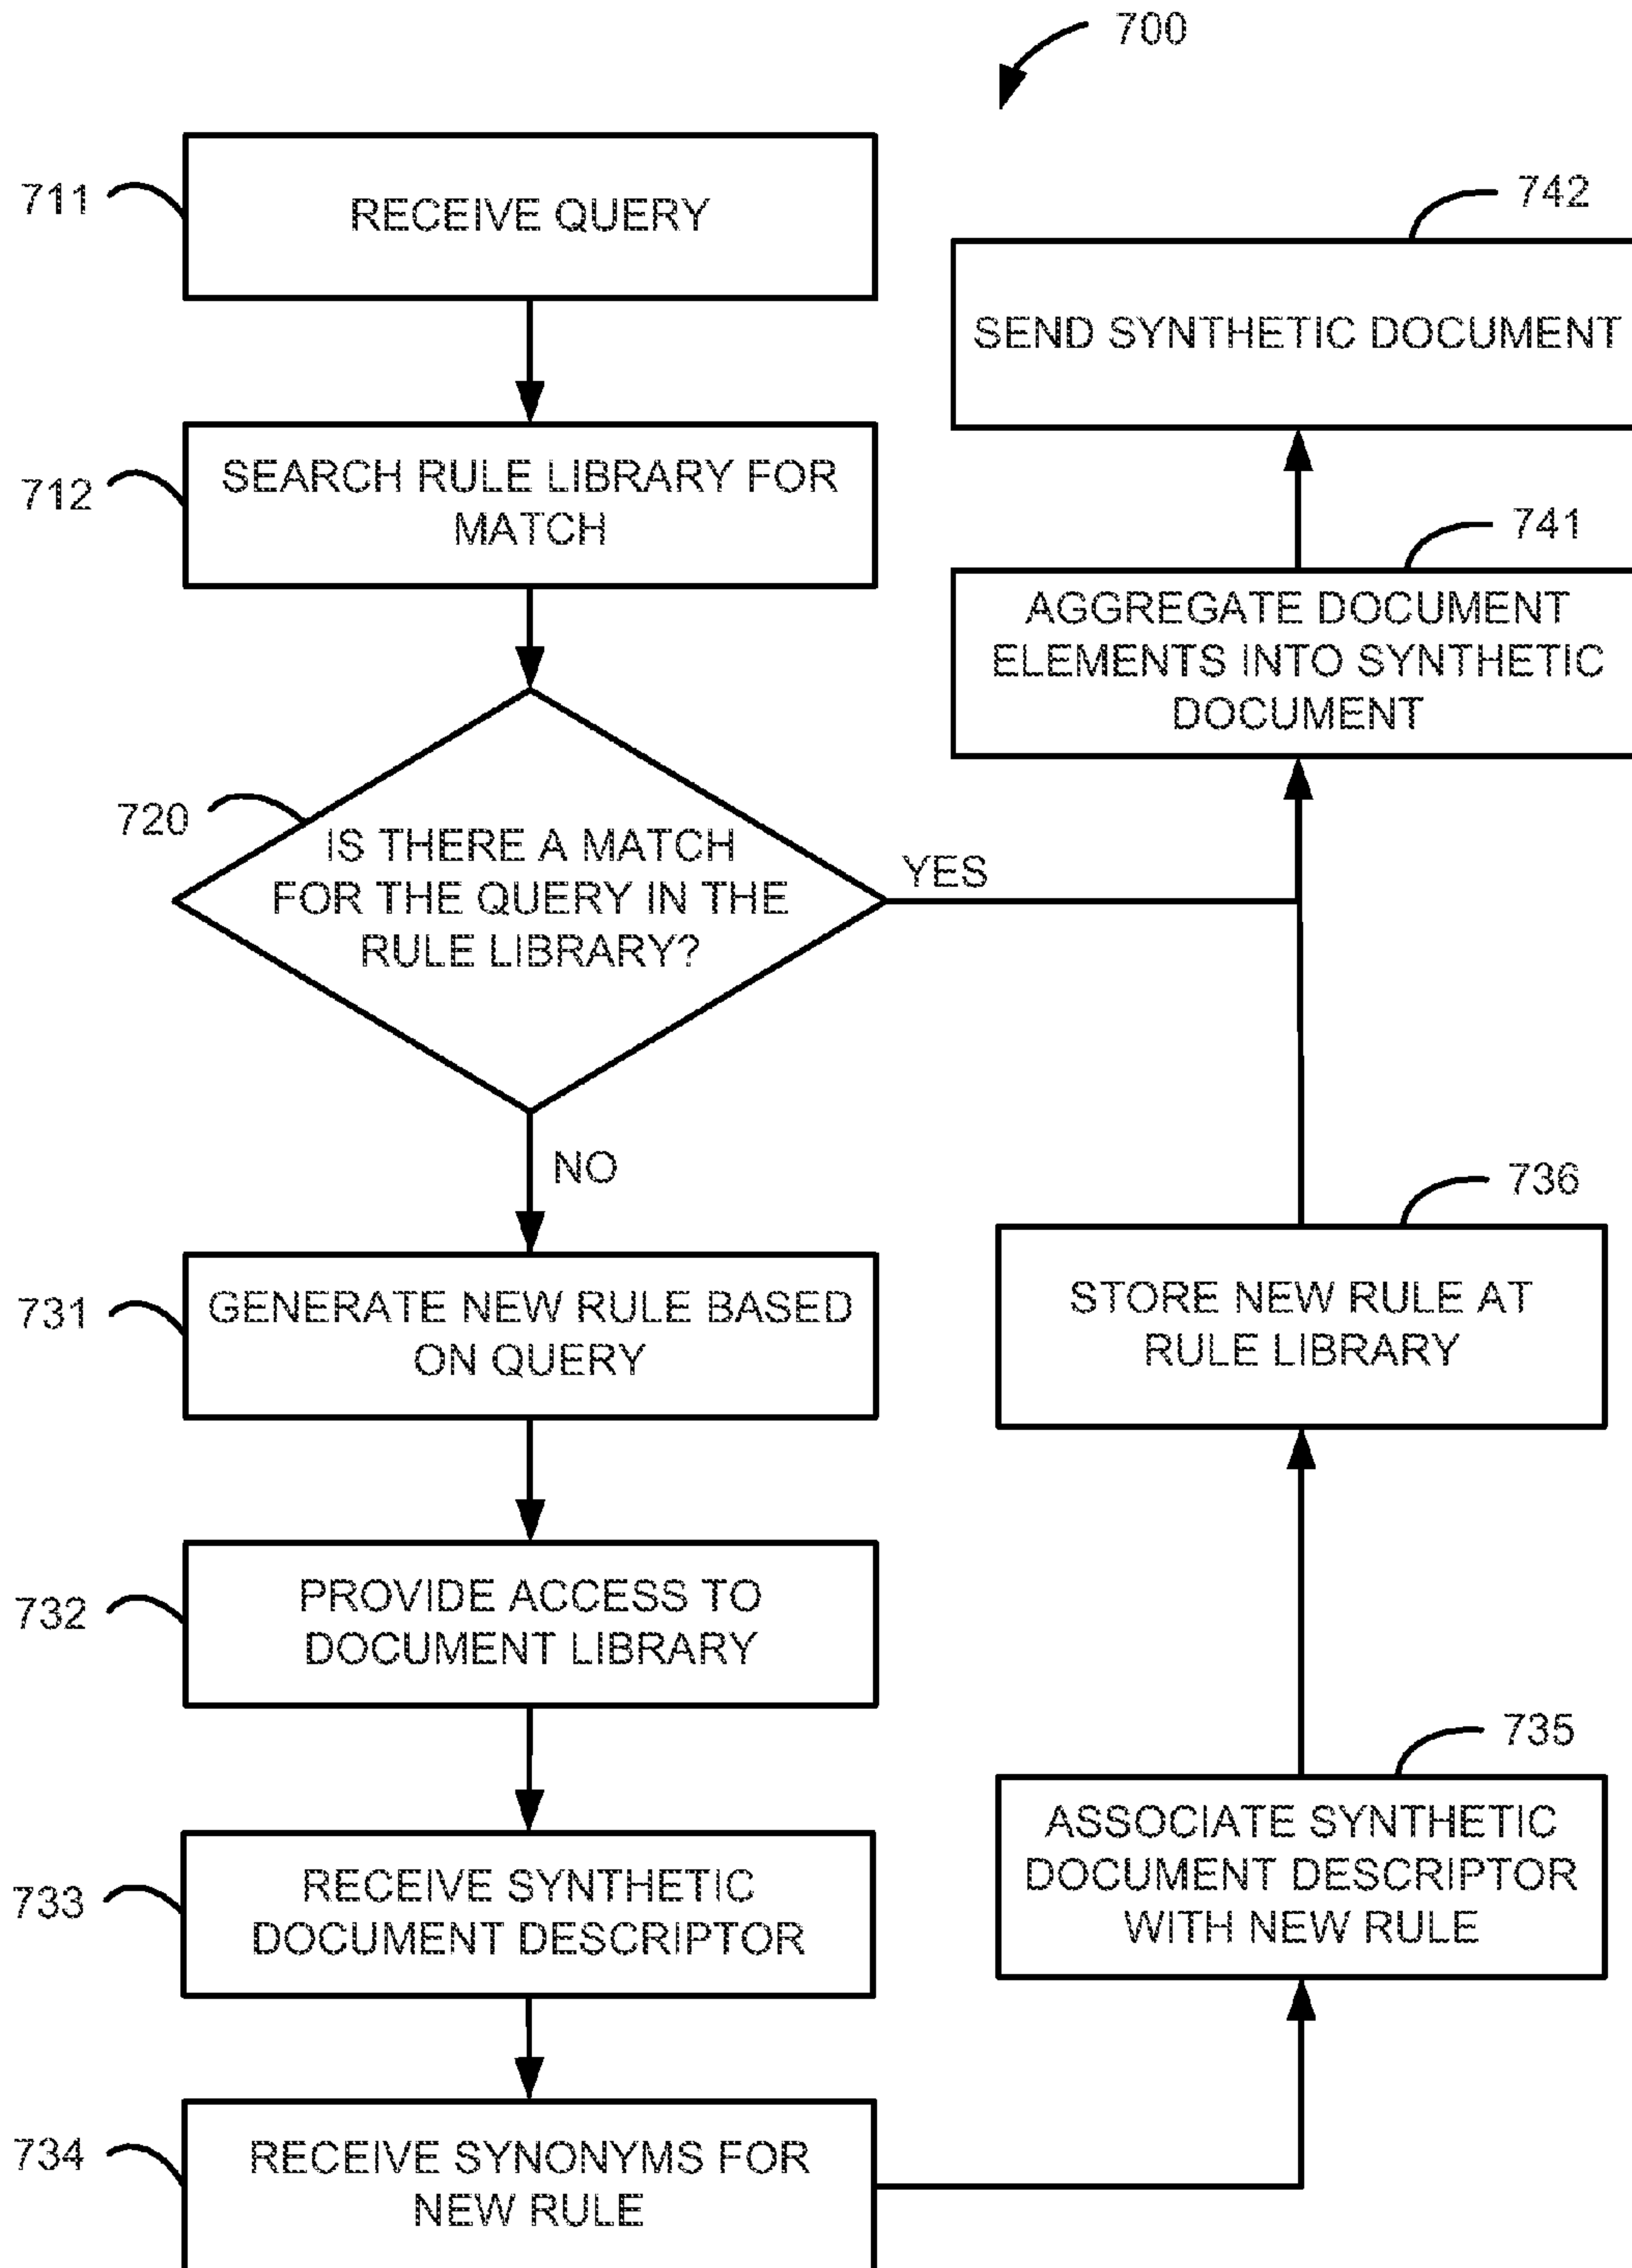 700
711
RECEIVE QUERY
712
SEARCH RULE LIBRARY FOR
MATCH
720
IS THERE A MATCH
FOR THE QUERY IN THE
RULE LIBRARY?
YES
NO
731
GENERATE NEW RULE BASED
ON QUERY
732
PROVIDE ACCESS TO
DOCUMENT LIBRARY
733
RECEIVE SYNTHETIC
DOCUMENT DESCRIPTOR
734
RECEIVE SYNONYMS FOR
NEW RULE
735
ASSOCIATE SYNTHETIC
DOCUMENT DESCRIPTOR
WITH NEW RULE
736
STORE NEW RULE AT
RULE LIBRARY
741
AGGREGATE DOCUMENT
ELEMENTS INTO SYNTHETIC
DOCUMENT
742
SEND SYNTHETIC DOCUMENT